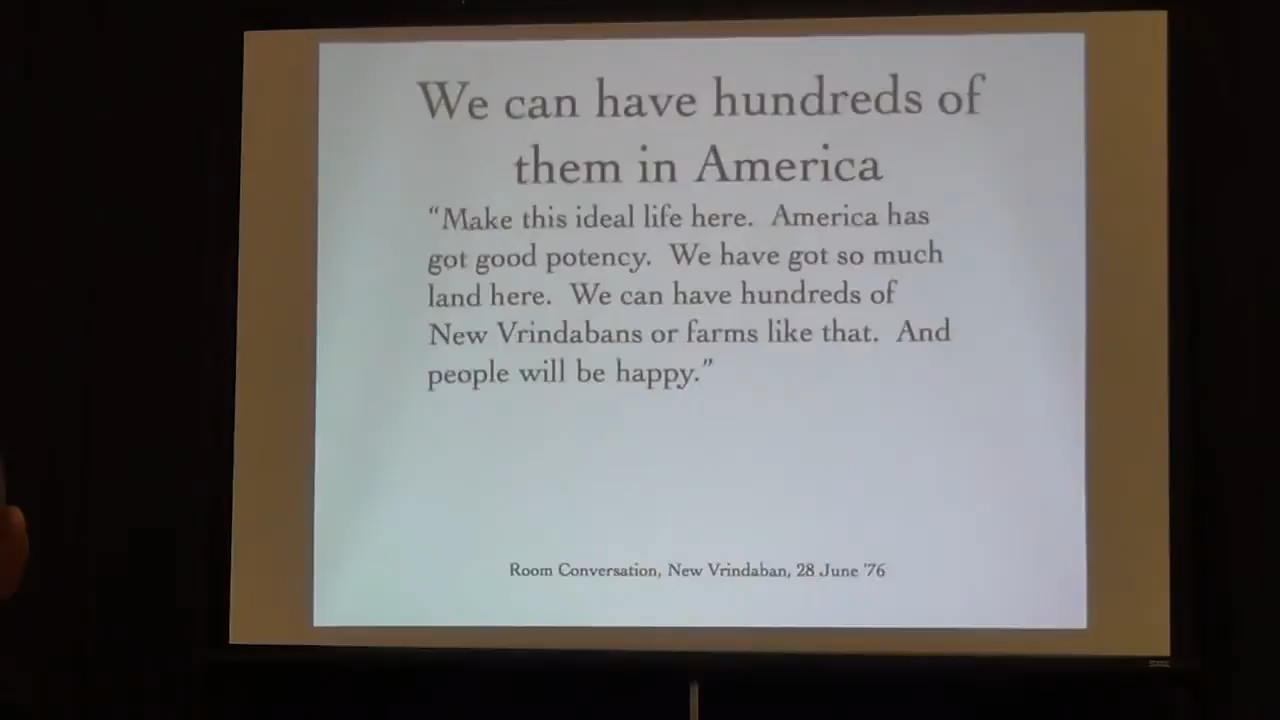 We can have hundreds of
them in America
“Make this ideal life here. America has
got good potency. We have got so much
land here. We can have hundreds of
New Vrindabans or farms like that. And
people will be happy.”
Room Conversation, New Vrindaban, 28 June ’76